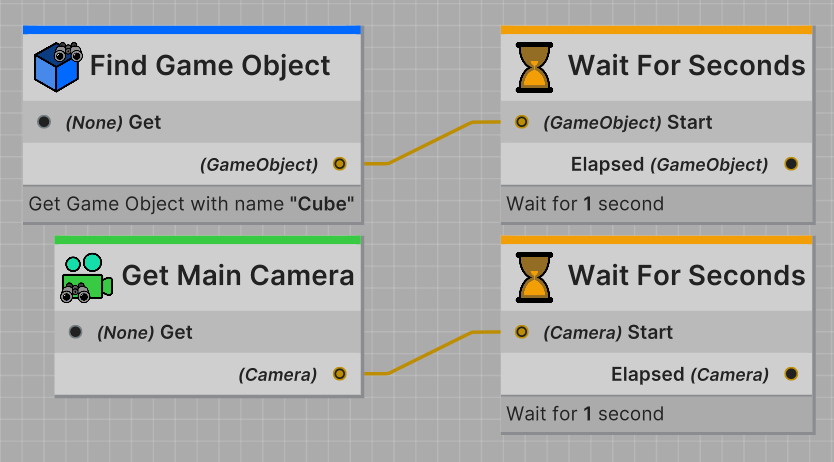 Find Game Object
(None) Get
(GameObject)
Get Game Object with name "Cube"
Wait For Seconds
(GameObject) Start
Elapsed (GameObject)
Wait for 1 second
Get Main Camera
(None) Get
(Camera)
Wait For Seconds
(Camera) Start
Elapsed (Camera)
Wait for 1 second